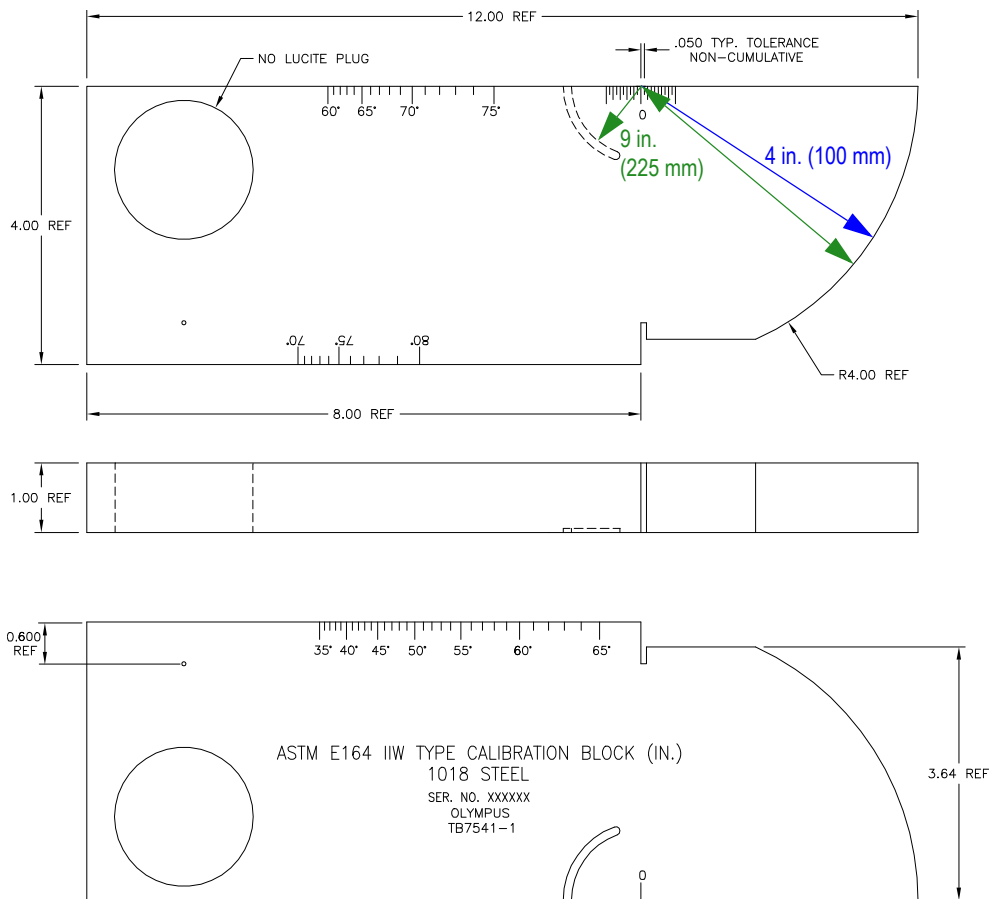 12.00 REF
.050 TYP. TOLERANCE
NON-CUMULATIVE
NO LUCITE PLUG
60° 65° 70° 75°
0
9 in.
(225 mm)
4 in. (100 mm)
4.00 REF
70° 75° 80°
R4.00 REF
8.00 REF
1.00 REF
0.600
REF
35° 40° 45° 50° 55° 60° 65°
ASTM E164 IIW TYPE CALIBRATION BLOCK (IN.)
1018 STEEL
SER. NO. XXXXXX
OLYMPUS
TB7541-1
3.64 REF
0